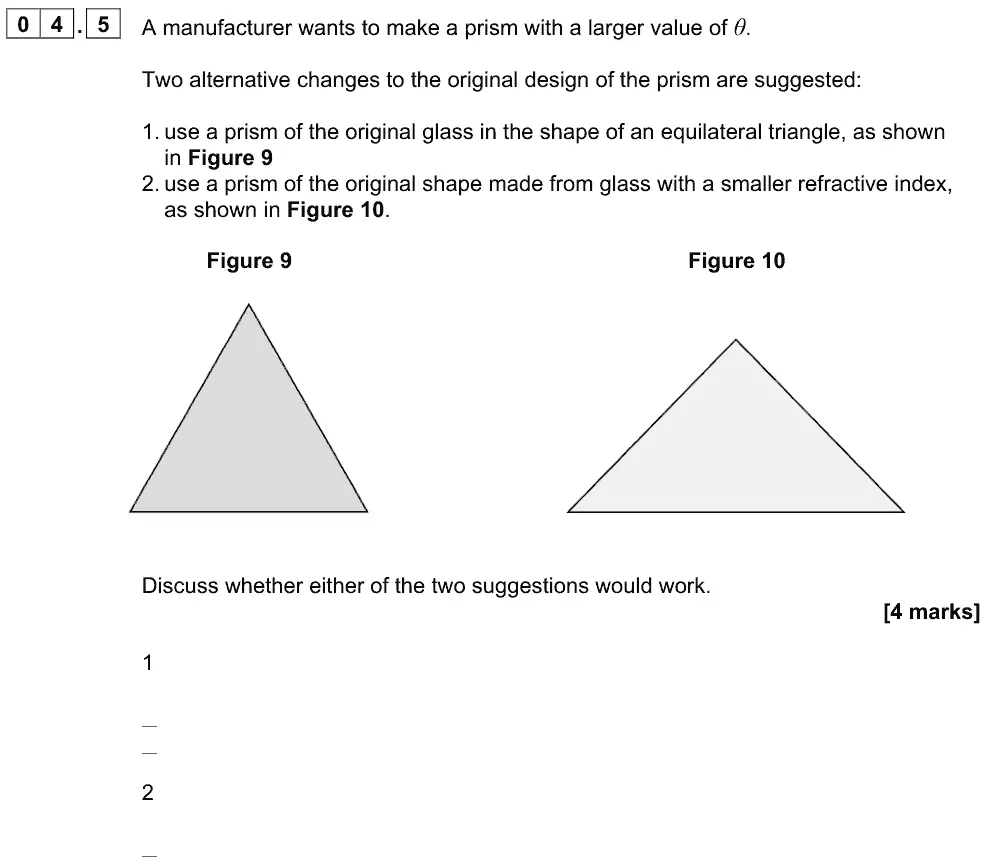 04.5 A manufacturer wants to make a prism with a larger value of θ.
Two alternative changes to the original design of the prism are suggested:
1. use a prism of the original glass in the shape of an equilateral triangle, as shown
in Figure 9
2. use a prism of the original shape made from glass with a smaller refractive index,
as shown in Figure 10.
Figure 9 Figure 10
Discuss whether either of the two suggestions would work.
[4 marks]
1
2